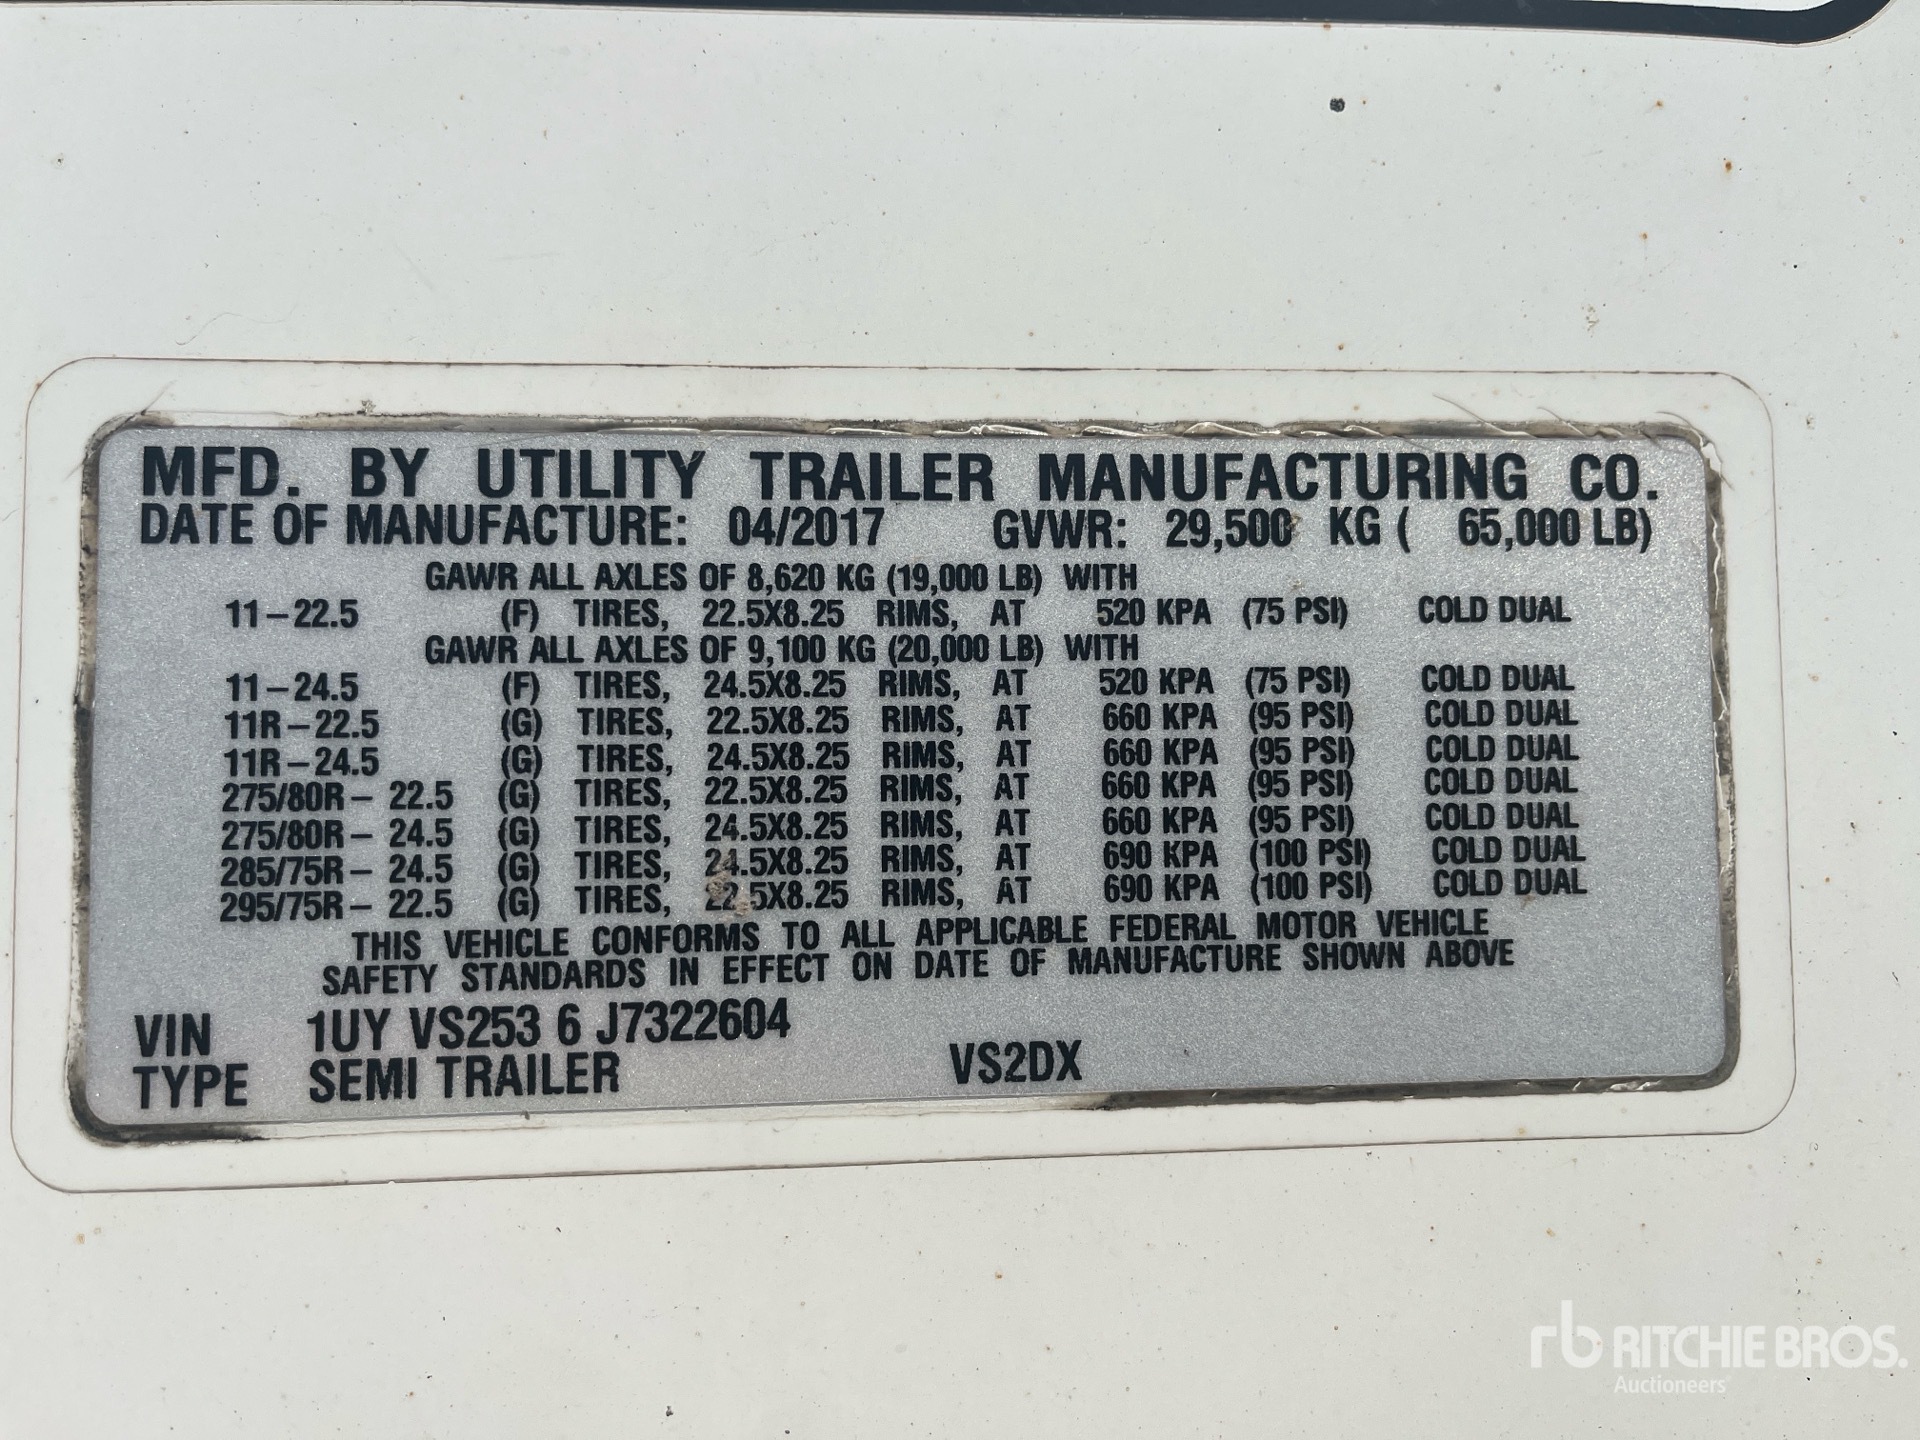 MFD. BY UTILITY TRAILER MANUFACTURING CO.
DATE OF MANUFACTURE: 04/2017 GVWR: 29,500 KG ( 65,000 LB)
GAWR ALL AXLES OF 8,620 KG (19,000 LB) WITH
11-22.5 (F) TIRES, 22.5X8.25 RIMS, AT 520 KPA (75 PSI) COLD DUAL
GAWR ALL AXLES OF 9,100 KG (20,000 LB) WITH
11-24.5 (F) TIRES, 24.5X8.25 RIMS, AT 520 KPA (75 PSI) COLD DUAL
11R-22.5 (G) TIRES, 22.5X8.25 RIMS, AT 660 KPA (95 PSI) COLD DUAL
11R-24.5 (G) TIRES, 24.5X8.25 RIMS, AT 660 KPA (95 PSI) COLD DUAL
275/80R- 22.5 (G) TIRES, 22.5X8.25 RIMS, AT 660 KPA (95 PSI) COLD DUAL
275/80R- 24.5 (G) TIRES, 24.5X8.25 RIMS, AT 660 KPA (95 PSI) COLD DUAL
285/75R- 24.5 (G) TIRES, 24.5X8.25 RIMS, AT 690 KPA (100 PSI) COLD DUAL
295/75R- 22.5 (G) TIRES, 22.5X8.25 RIMS, AT 690 KPA (100 PSI) COLD DUAL
THIS VEHICLE CONFORMS TO ALL APPLICABLE FEDERAL MOTOR VEHICLE
SAFETY STANDARDS IN EFFECT ON DATE OF MANUFACTURE SHOWN ABOVE
VIN 1UY VS253 6 J7322604
TYPE SEMI TRAILER VS2DX
rb RITCHIE BROS.
Auctioneers